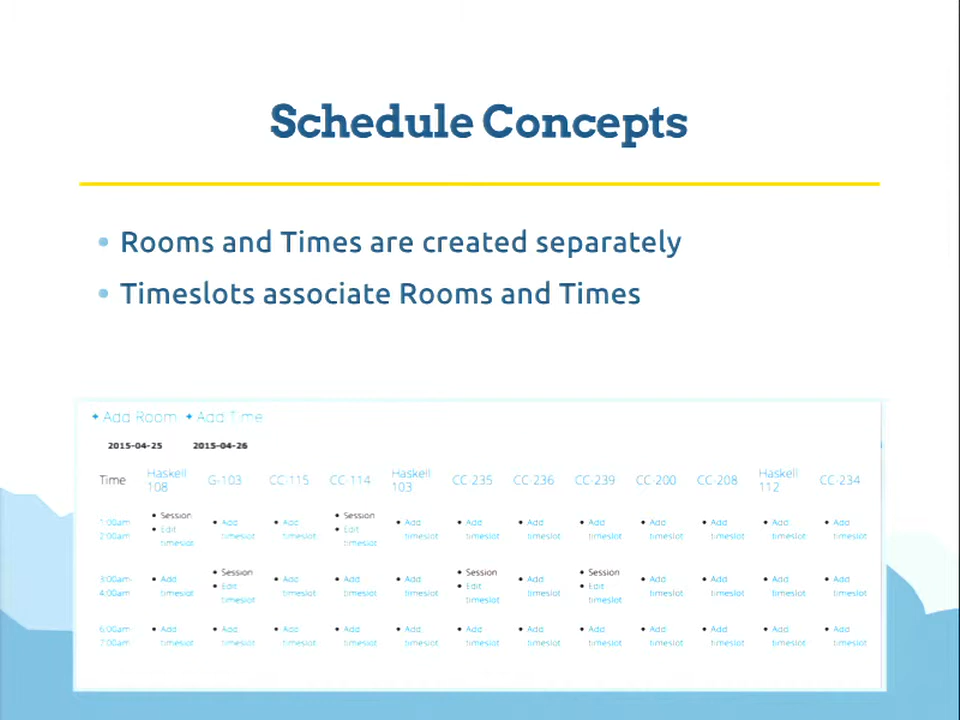 Schedule Concepts
• Rooms and Times are created separately
• Timeslots associate Rooms and Times
Add Room Add Time
2015-04-25 2015-04-26
Time Haskell 108 G-103 CC-115 CC-114 Haskell 103 CC-235 CC-236 CC-239 CC-200 CC-208 Haskell 112 CC-234
1:00am 2:00am • Session • Edit timeslot • Add timeslot • Add timeslot • Session • Edit timeslot • Add timeslot • Add timeslot • Add timeslot • Add timeslot • Add timeslot • Add timeslot • Add timeslot • Add timeslot
3:00am- 4:00am • Add timeslot • Session • Edit timeslot • Add timeslot • Add timeslot • Add timeslot • Session • Edit timeslot • Add timeslot • Session • Edit timeslot • Add timeslot • Add timeslot • Add timeslot • Add timeslot
6:00am 7:00am • Add timeslot • Add timeslot • Add timeslot • Add timeslot • Add timeslot • Add timeslot • Add timeslot • Add timeslot • Add timeslot • Add timeslot • Add timeslot • Add timeslot